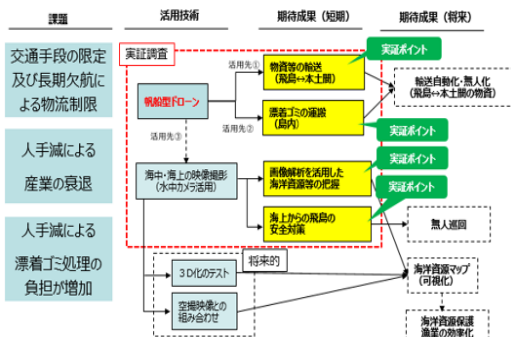 課題
活用技術
期待成果（短期）
期待成果（将来）
交通手段の限定
及び長期欠航に
よる物流制限
人手減による
産業の衰退
人手減による
漂着ゴミ処理の
負担が増加
実証調査
帆船型ドローン
活用先①
活用先②
活用先③
海中・海上の映像撮影
（水中カメラ活用）
物資等の輸送
（飛島↔本土間）
漂着ゴミの運搬
（島内）
画像解析を活用した
海洋資源等の把握
海上からの飛島の
安全対策
実証ポイント
実証ポイント
実証ポイント
実証ポイント
輸送自動化・無人化
（飛島↔本土間の物資）
無人巡回
将来的
３D化のテスト
空撮映像との
組み合わせ
海洋資源マップ
（可視化）
海洋資源保護
漁業の効率化